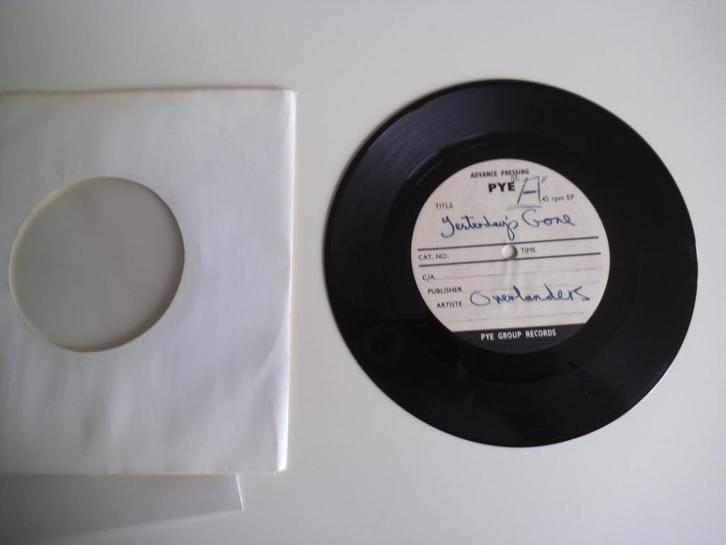 ADVANCE PRESSING
PYE "A" 45 rpm EP
TITLE
Yesterday's Gone
CAT. NO: TIME
C/A
PUBLISHER
ARTISTE Overlanders
PYE GROUP RECORDS